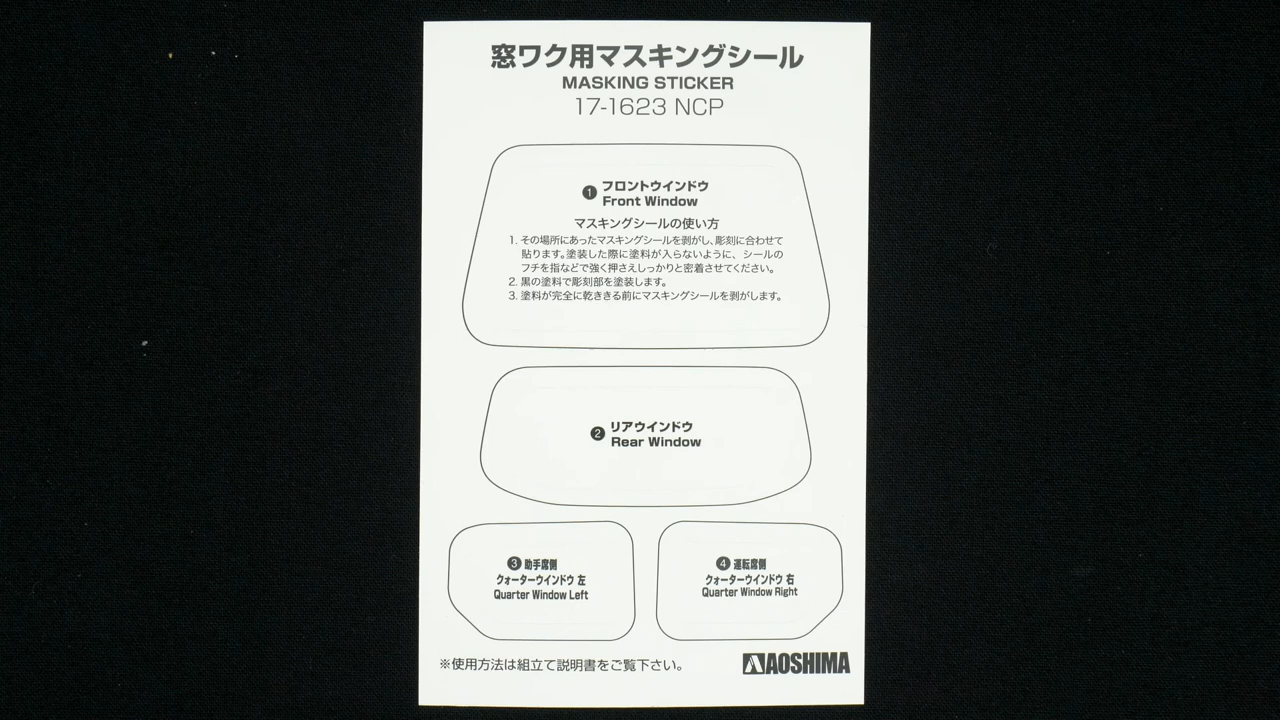 窓ワク用マスキングシール
MASKING STICKER
17-1623 NCP
❶ フロントウインドウ
Front Window
マスキングシールの使い方
1. その場所にあったマスキングシールを剥がし、彫刻に合わせて
貼ります。塗装した際に塗料が入らないように、シールの
フチを指などで強く押さえしっかりと密着させてください。
2. 黒の塗料で彫刻部を塗装します。
3. 塗料が完全に乾ききる前にマスキングシールを剥がします。
❷ リアウインドウ
Rear Window
❸ 助手席側
クォーターウインドウ 左
Quarter Window Left
❹ 運転席側
クォーターウインドウ 右
Quarter Window Right
※使用方法は組立て説明書をご覧下さい。
AOSHIMA